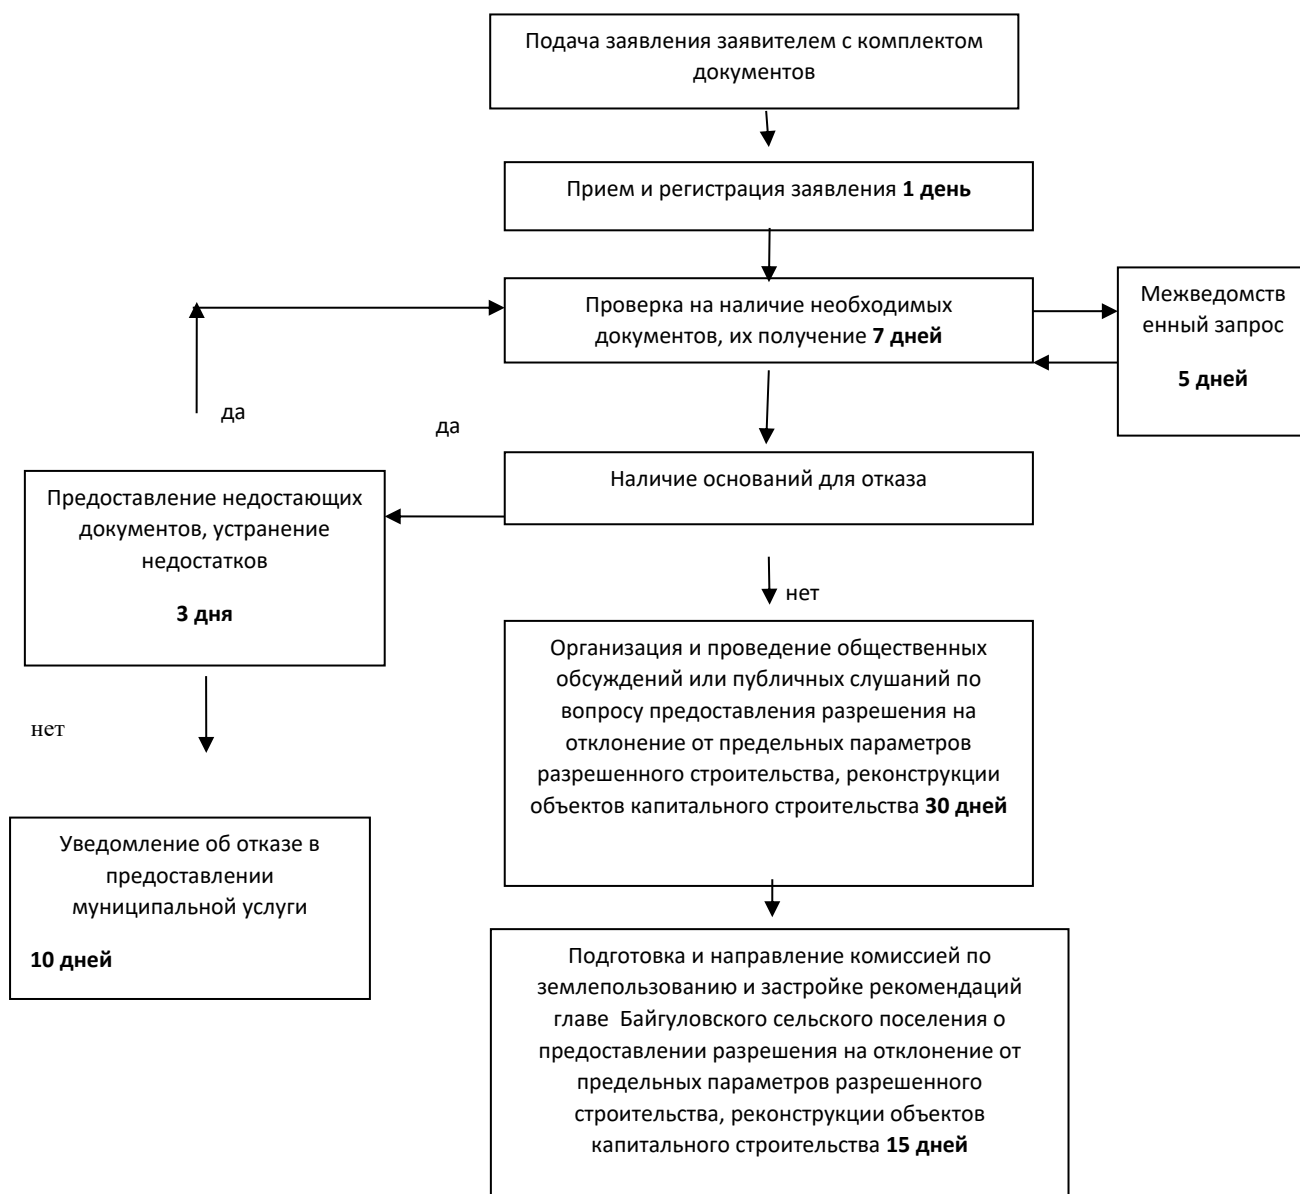 Подача заявления заявителем с комплектом
документов
Прием и регистрация заявления 1 день
Проверка на наличие необходимых
документов, их получение 7 дней
Межведомств
енный запрос
5 дней
да
да
Наличие оснований для отказа
Предоставление недостающих
документов, устранение
недостатков
3 дня
нет
Организация и проведение общественных
обсуждений или публичных слушаний по
вопросу предоставления разрешения на
отклонение от предельных параметров
разрешенного строительства, реконструкции
объектов капитального строительства 30 дней
нет
Уведомление об отказе в
предоставлении
муниципальной услуги
10 дней
Подготовка и направление комиссией по
землепользованию и застройке рекомендаций
главе  Байгуловского сельского поселения о
предоставлении разрешения на отклонение от
предельных параметров разрешенного
строительства, реконструкции объектов
капитального строительства 15 дней